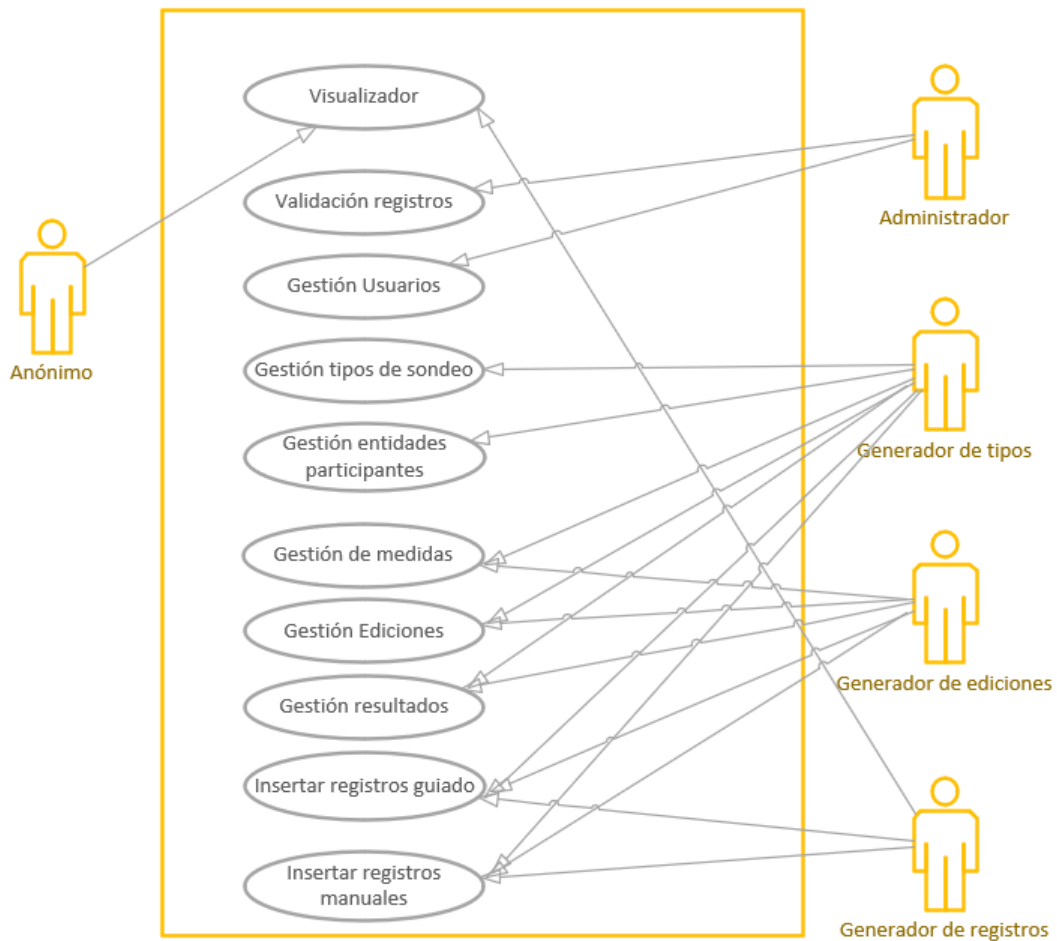 Visualizador
Validación registros
Administrador
Gestión Usuarios
Anónimo
Gestión tipos de sondeo
Gestión entidades
participantes
Generador de tipos
Gestión de medidas
Gestión Ediciones
Generador de ediciones
Gestión resultados
Insertar registros guiado
Insertar registros
manuales
Generador de registros